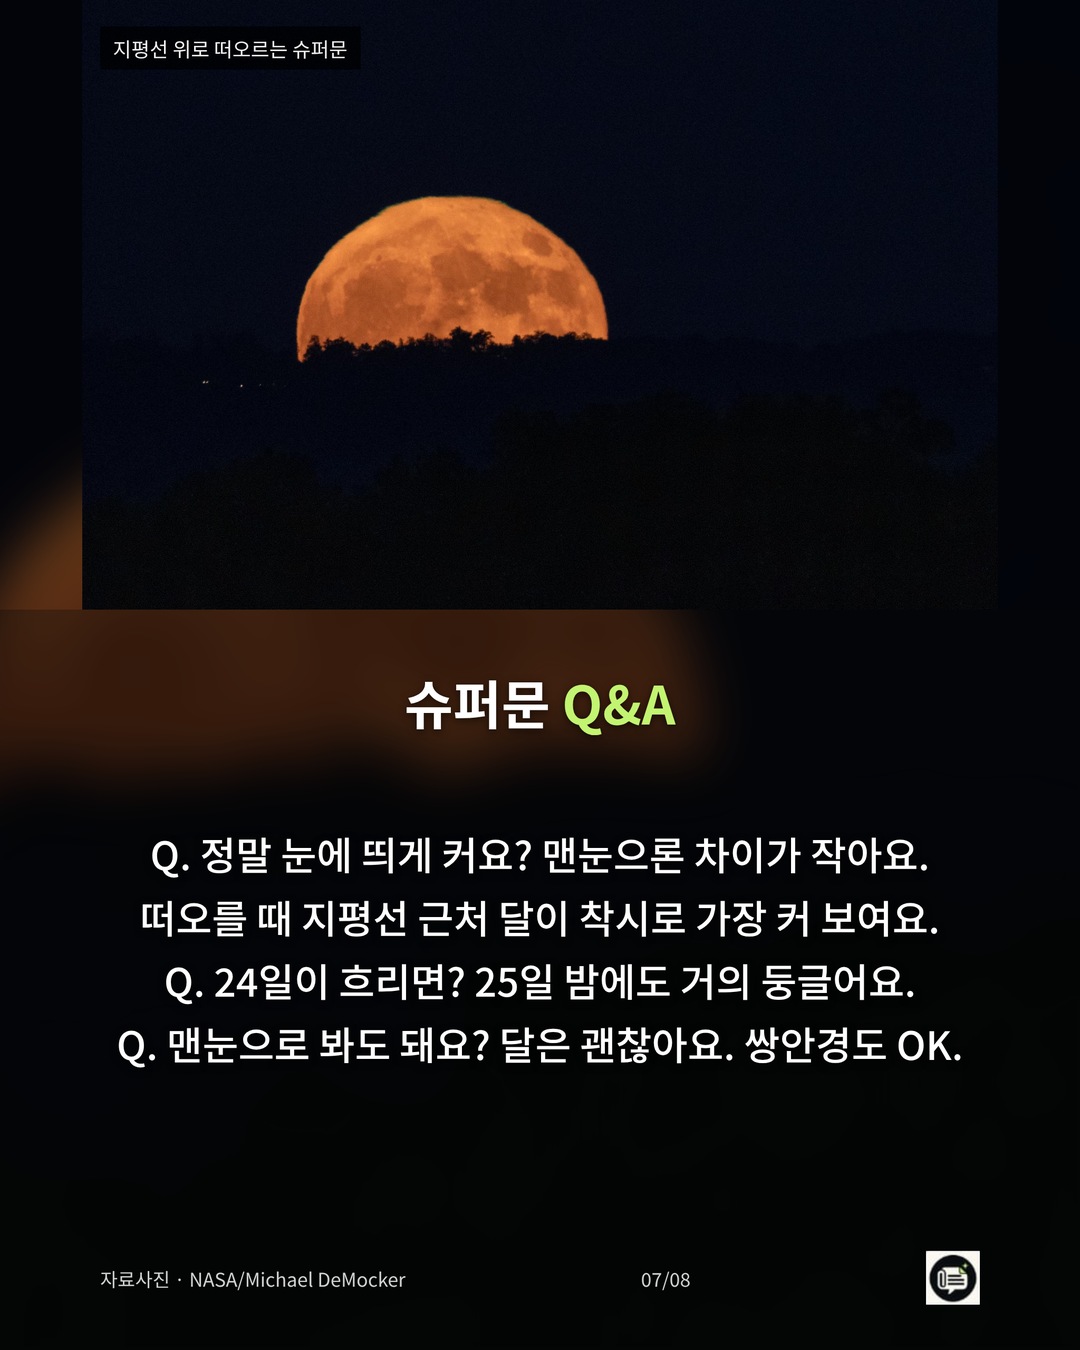 지평선 위로 떠오르는 슈퍼문
슈퍼문 Q&A
Q. 정말 눈에 띄게 커요? 맨눈으론 차이가 작아요.
떠오를 때 지평선 근처 달이 착시로 가장 커 보여요.
Q. 24일이 흐리면? 25일 밤에도 거의 둥글어요.
Q. 맨눈으로 봐도 돼요? 달은 괜찮아요. 쌍안경도 OK.
자료사진 · NASA/Michael DeMocker
07/08